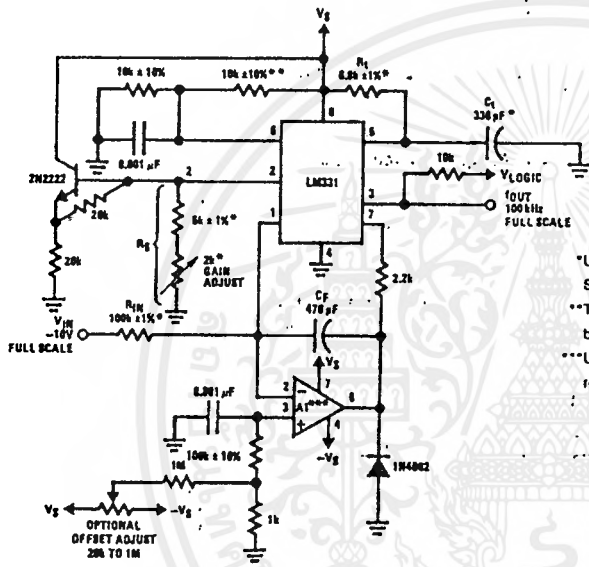 VS
10k ±10%
10k ±10%**
Rt
6.8k ±1%*
Ct
330 pF*
6
8
5
0.001 µF
2N2222
2
2
LM331
10k
VLOGIC
3
fOUT
100 kHz
FULL SCALE
20k
1
7
4
5k ±1%*
RS
2k*
GAIN
ADJUST
20k
2.2k
*U
S
**T
b
***U
f
VIN
–10V
FULL SCALE
RIN
100k ±1%*
CF
470 pF
VS
0.001 µF
2
7
6
3
A1***
4
–VS
100k ±10%
1M
1N4002
VS
–VS
1k
OPTIONAL
OFFSET ADJUST
20k TO 1M